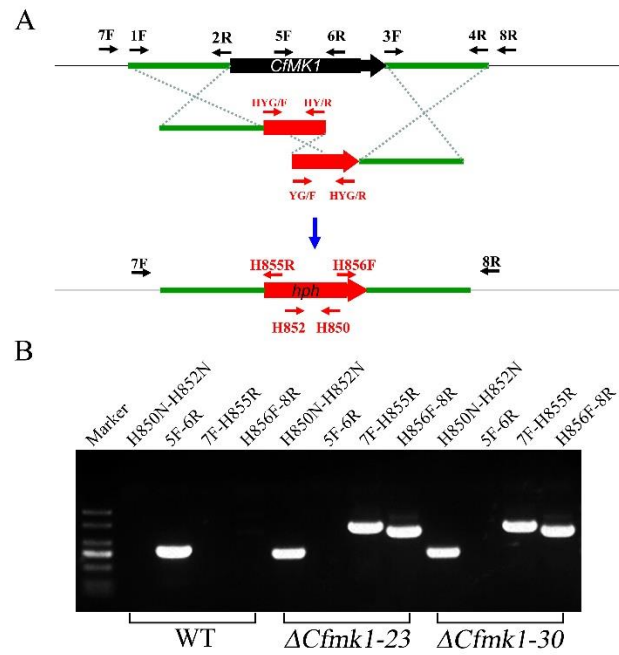 A
7F 1F 2R 5F 6R 3F 4R 8R
CfMK1
HYG/F HY/R
YG/F HYG/R
7F H855R H856F 8R
hph
H852 H850
B
Marker H850N-H852N 5F-6R 7F-H855R H856F-8R H850N-H852N 5F-6R 7F-H855R H856F-8R H850N-H852N 5F-6R 7F-H855R H856F-8R
WT ΔCfmk1-23 ΔCfmk1-30